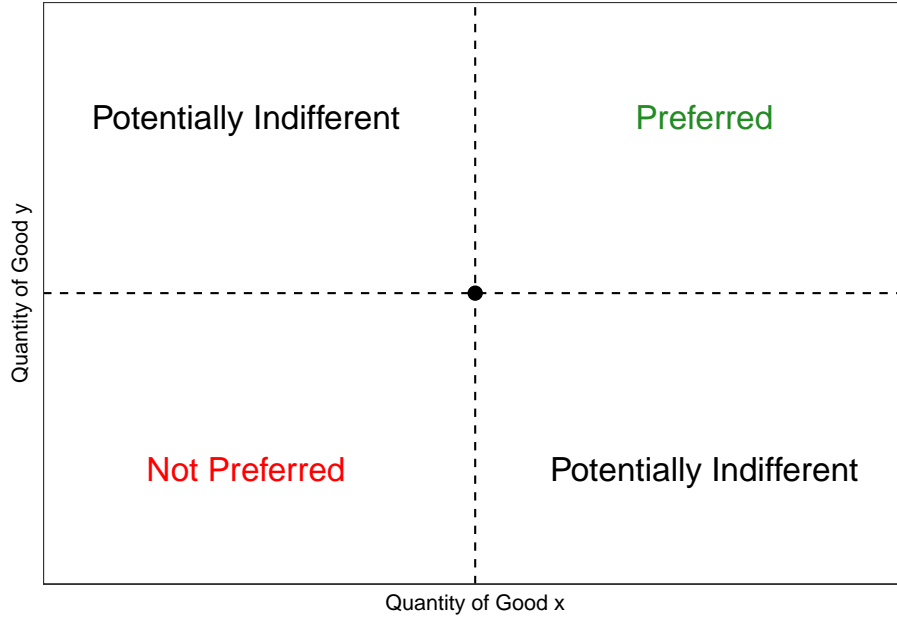 Potentially Indifferent
Preferred
Quantity of Good y
Not Preferred
Potentially Indifferent
Quantity of Good x